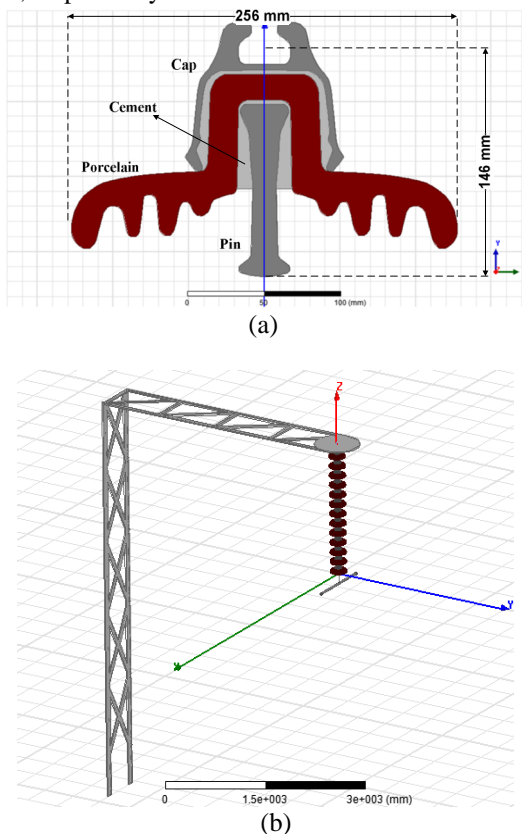 256 mm
Cap
Cement
Porcelain
146 mm
Pin
Y
Z
0
50
100 (mm)
(a)
Z
Y
X
0
1.5e+003
3e+003 (mm)
(b)